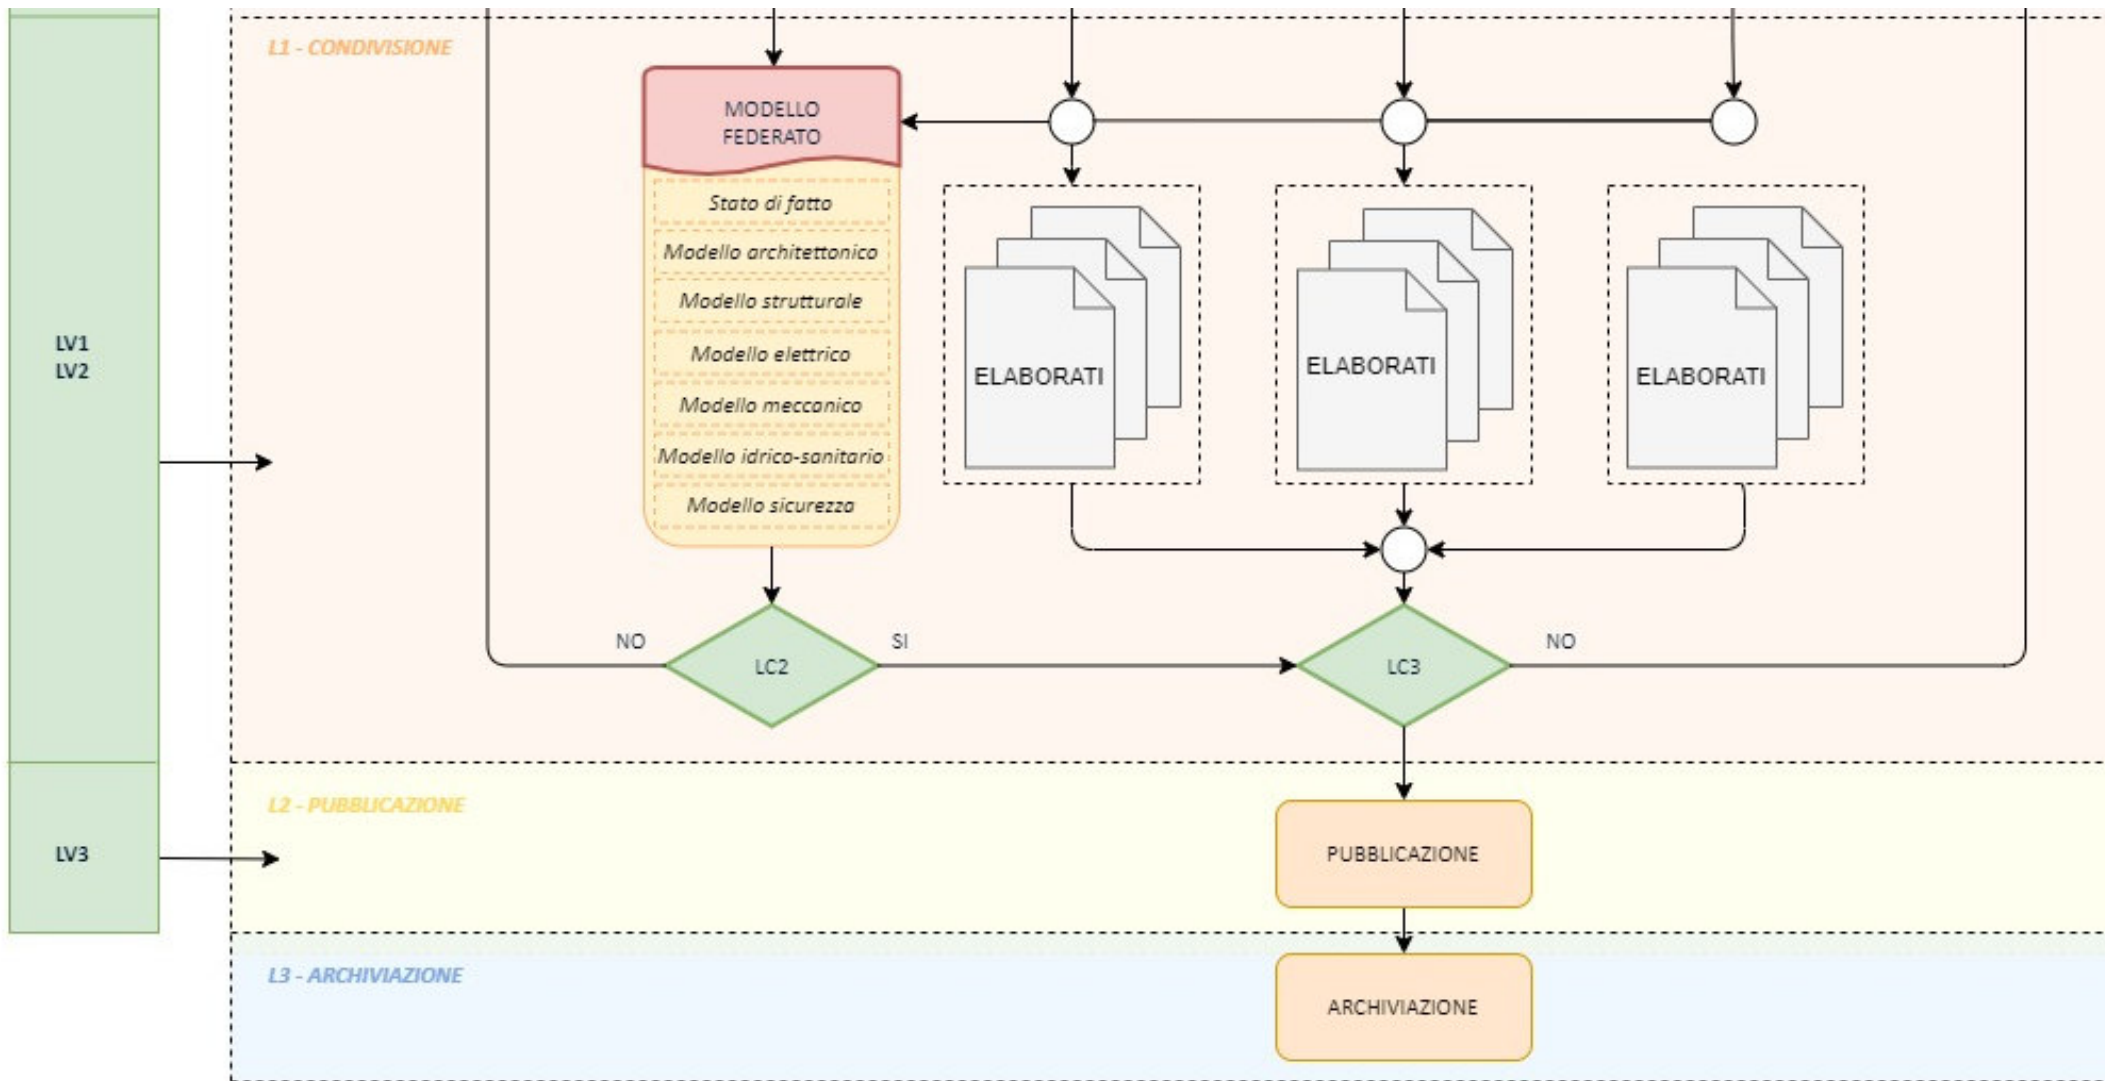 L1 - CONDIVISIONE
MODELLO
FEDERATO
Stato di fatto
Modello architettonico
Modello strutturale
Modello elettrico
Modello meccanico
Modello idrico-sanitario
Modello sicurezza
ELABORATI
ELABORATI
ELABORATI
LV1
LV2
NO
LC2
SI
LC3
NO
L2 - PUBBLICAZIONE
LV3
PUBBLICAZIONE
L3 - ARCHIVIAZIONE
ARCHIVIAZIONE